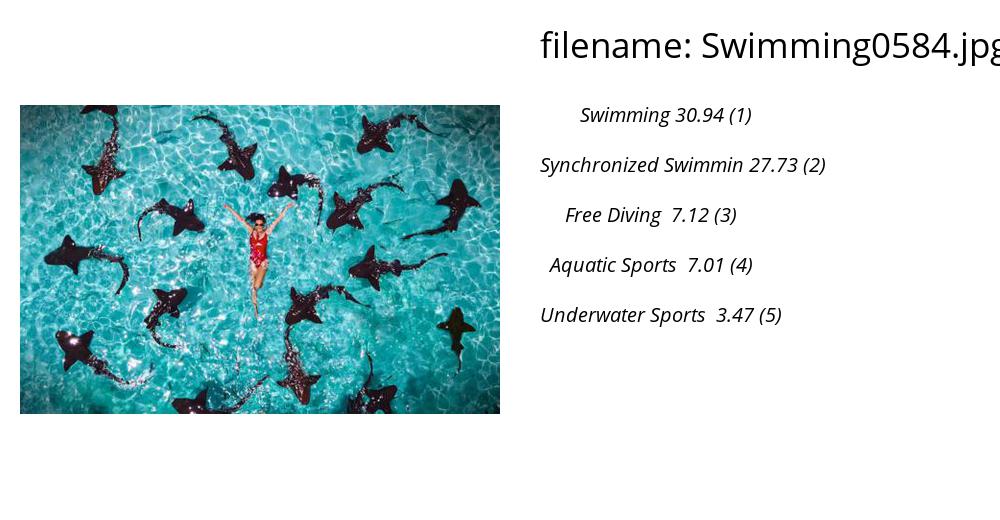 filename: Swimming0584.jpg
Swimming 30.94 (1)
Synchronized Swimmin 27.73 (2)
Free Diving 7.12 (3)
Aquatic Sports 7.01 (4)
Underwater Sports 3.47 (5)